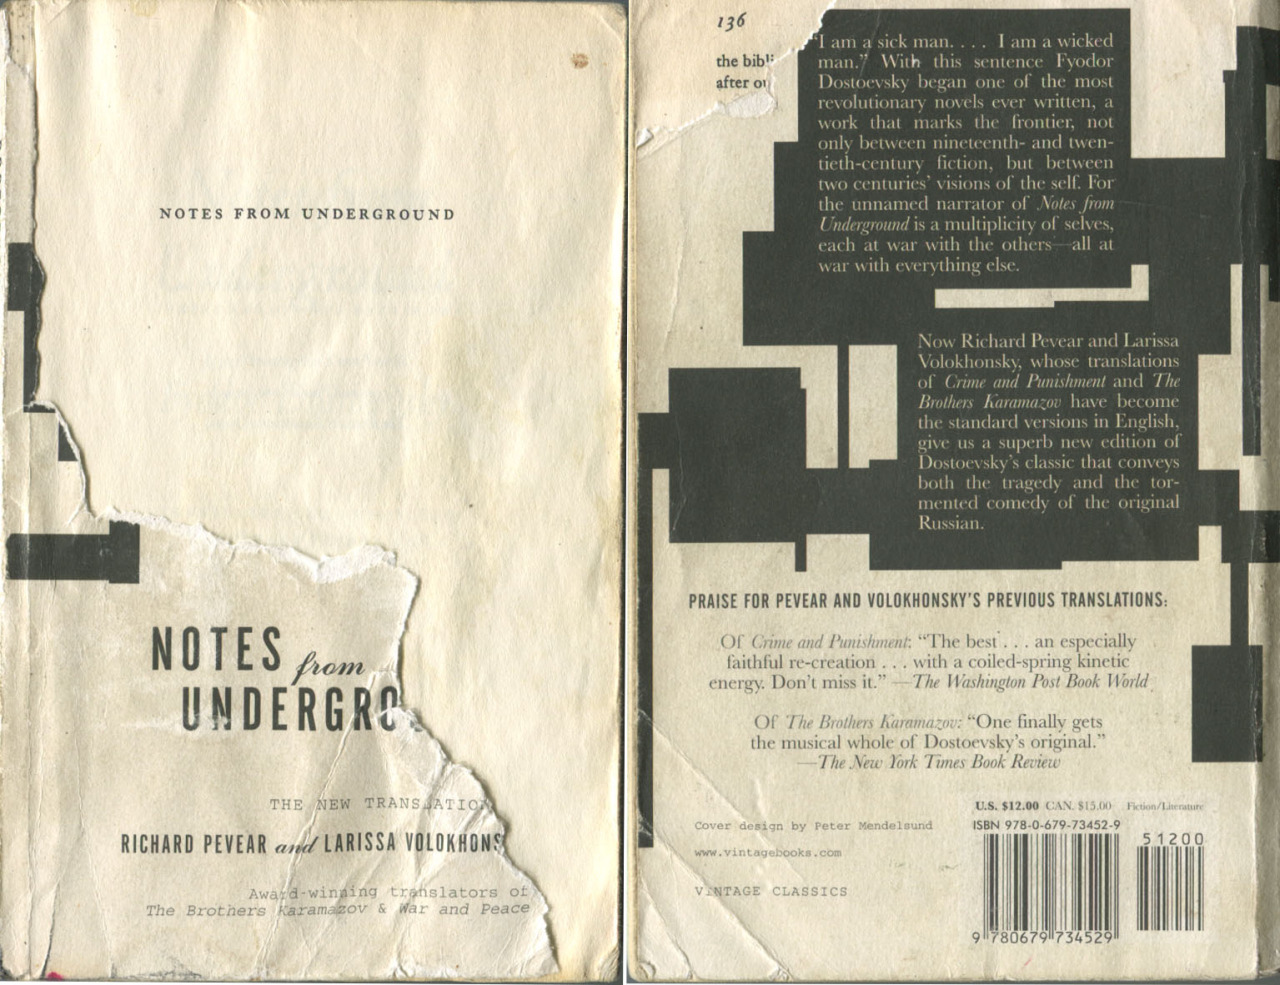 NOTES FROM UNDERGROUND
NOTES from
UNDERGRO
THE NEW TRANSLATION
RICHARD PEVEAR and LARISSA VOLOKHONS
Award-winning translators of
The Brothers Karamazov & War and Peace
136
the bibli
after ou
"I am a sick man. . . . I am a wicked
man." With this sentence Fyodor
Dostoevsky began one of the most
revolutionary novels ever written, a
work that marks the frontier, not
only between nineteenth- and twen-
tieth-century fiction, but between
two centuries' visions of the self. For
the unnamed narrator of Notes from
Underground is a multiplicity of selves,
each at war with the others—all at
war with everything else.
Now Richard Pevear and Larissa
Volokhonsky, whose translations
of Crime and Punishment and The
Brothers Karamazov have become
the standard versions in English,
give us a superb new edition of
Dostoevsky's classic that conveys
both the tragedy and the tor-
mented comedy of the original
Russian.
PRAISE FOR PEVEAR AND VOLOKHONSKY'S PREVIOUS TRANSLATIONS:
Of Crime and Punishment: "The best . . . an especially
faithful re-creation . . . with a coiled-spring kinetic
energy. Don't miss it." —The Washington Post Book World
Of The Brothers Karamazov: "One finally gets
the musical whole of Dostoevsky's original."
—The New York Times Book Review
Cover design by Peter Mendelsund
www.vintagebooks.com
VINTAGE CLASSICS
U.S. $12.00 CAN. $15.00 Fiction/Literature
ISBN 978-0-679-73452-9
51200
9 780679 734529